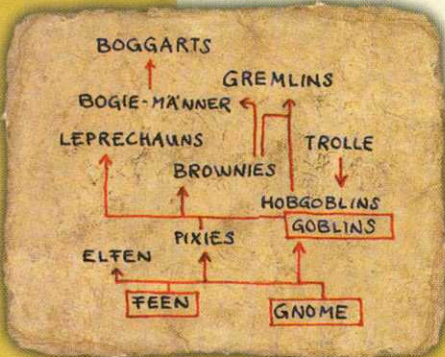 BOGGARTS
GREMLINS
BOGIE-MÄNNER
LEPRECHAUNS
TROLLE
BROWNIES
HOBGOBLINS
GOBLINS
PIXIES
ELFEN
FEEN
GNOME